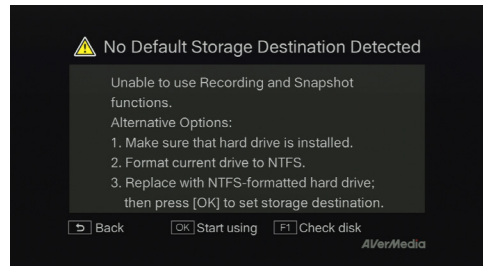 No Default Storage Destination Detected
Unable to use Recording and Snapshot
functions.
Alternative Options:
1. Make sure that hard drive is installed.
2. Format current drive to NTFS.
3. Replace with NTFS-formatted hard drive;
then press [OK] to set storage destination.
Back OK Start using F1 Check disk
AVerMedia